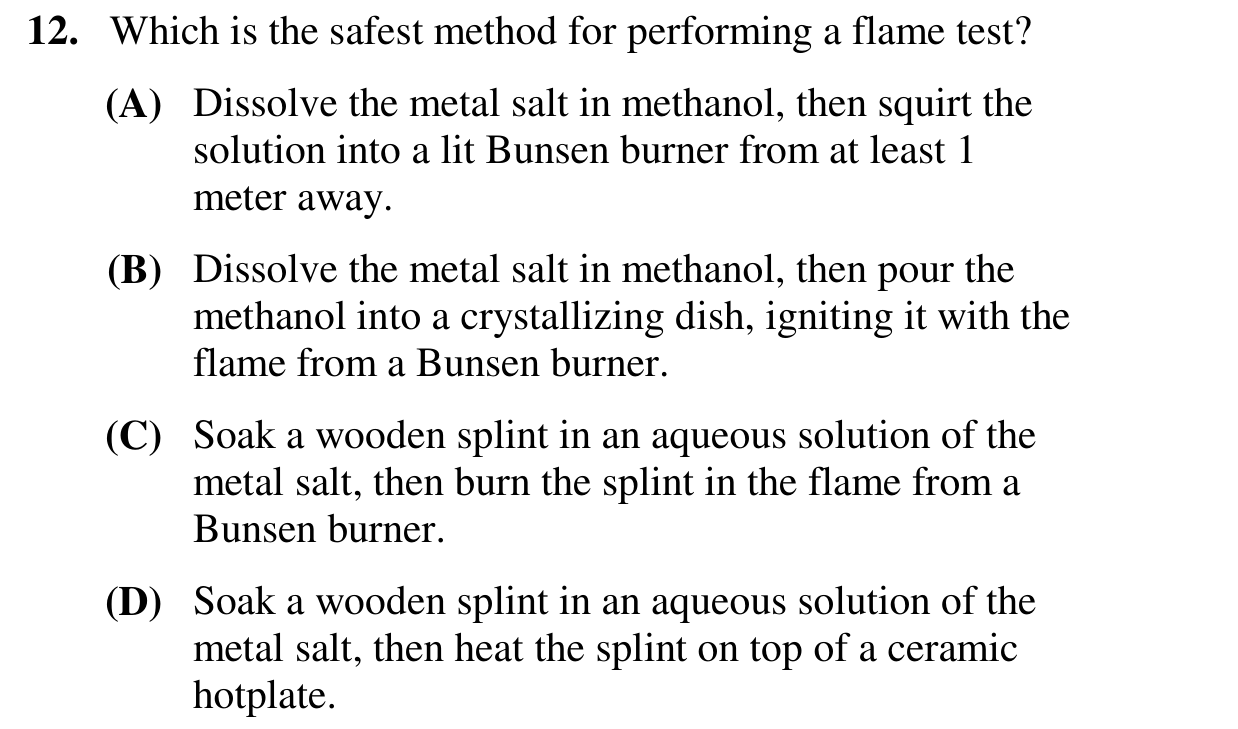 12. Which is the safest method for performing a flame test?
(A) Dissolve the metal salt in methanol, then squirt the
solution into a lit Bunsen burner from at least 1
meter away.
(B) Dissolve the metal salt in methanol, then pour the
methanol into a crystallizing dish, igniting it with the
flame from a Bunsen burner.
(C) Soak a wooden splint in an aqueous solution of the
metal salt, then burn the splint in the flame from a
Bunsen burner.
(D) Soak a wooden splint in an aqueous solution of the
metal salt, then heat the splint on top of a ceramic
hotplate.